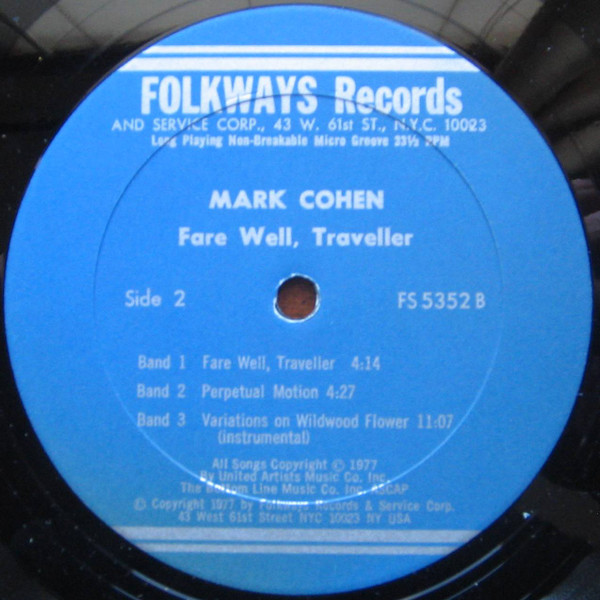 FOLKWAYS Records
AND SERVICE CORP., 43 W. 61st ST., N.Y.C. 10023
Long Playing Non-Breakable Micro Groove 33⅓ RPM
MARK COHEN
Fare Well, Traveller
Side 2 FS 5352 B
Band 1 Fare Well, Traveller 4:14
Band 2 Perpetual Motion 4:27
Band 3 Variations on Wildwood Flower 11:07
(instrumental)
All Songs Copyright © 1977
By United Artists Music Co. Inc.
The Bottom Line Music Co. Inc. ASCAP
© Copyright 1977 by Folkways Records & Service Corp.
43 West 61st Street NYC 10023 NY USA